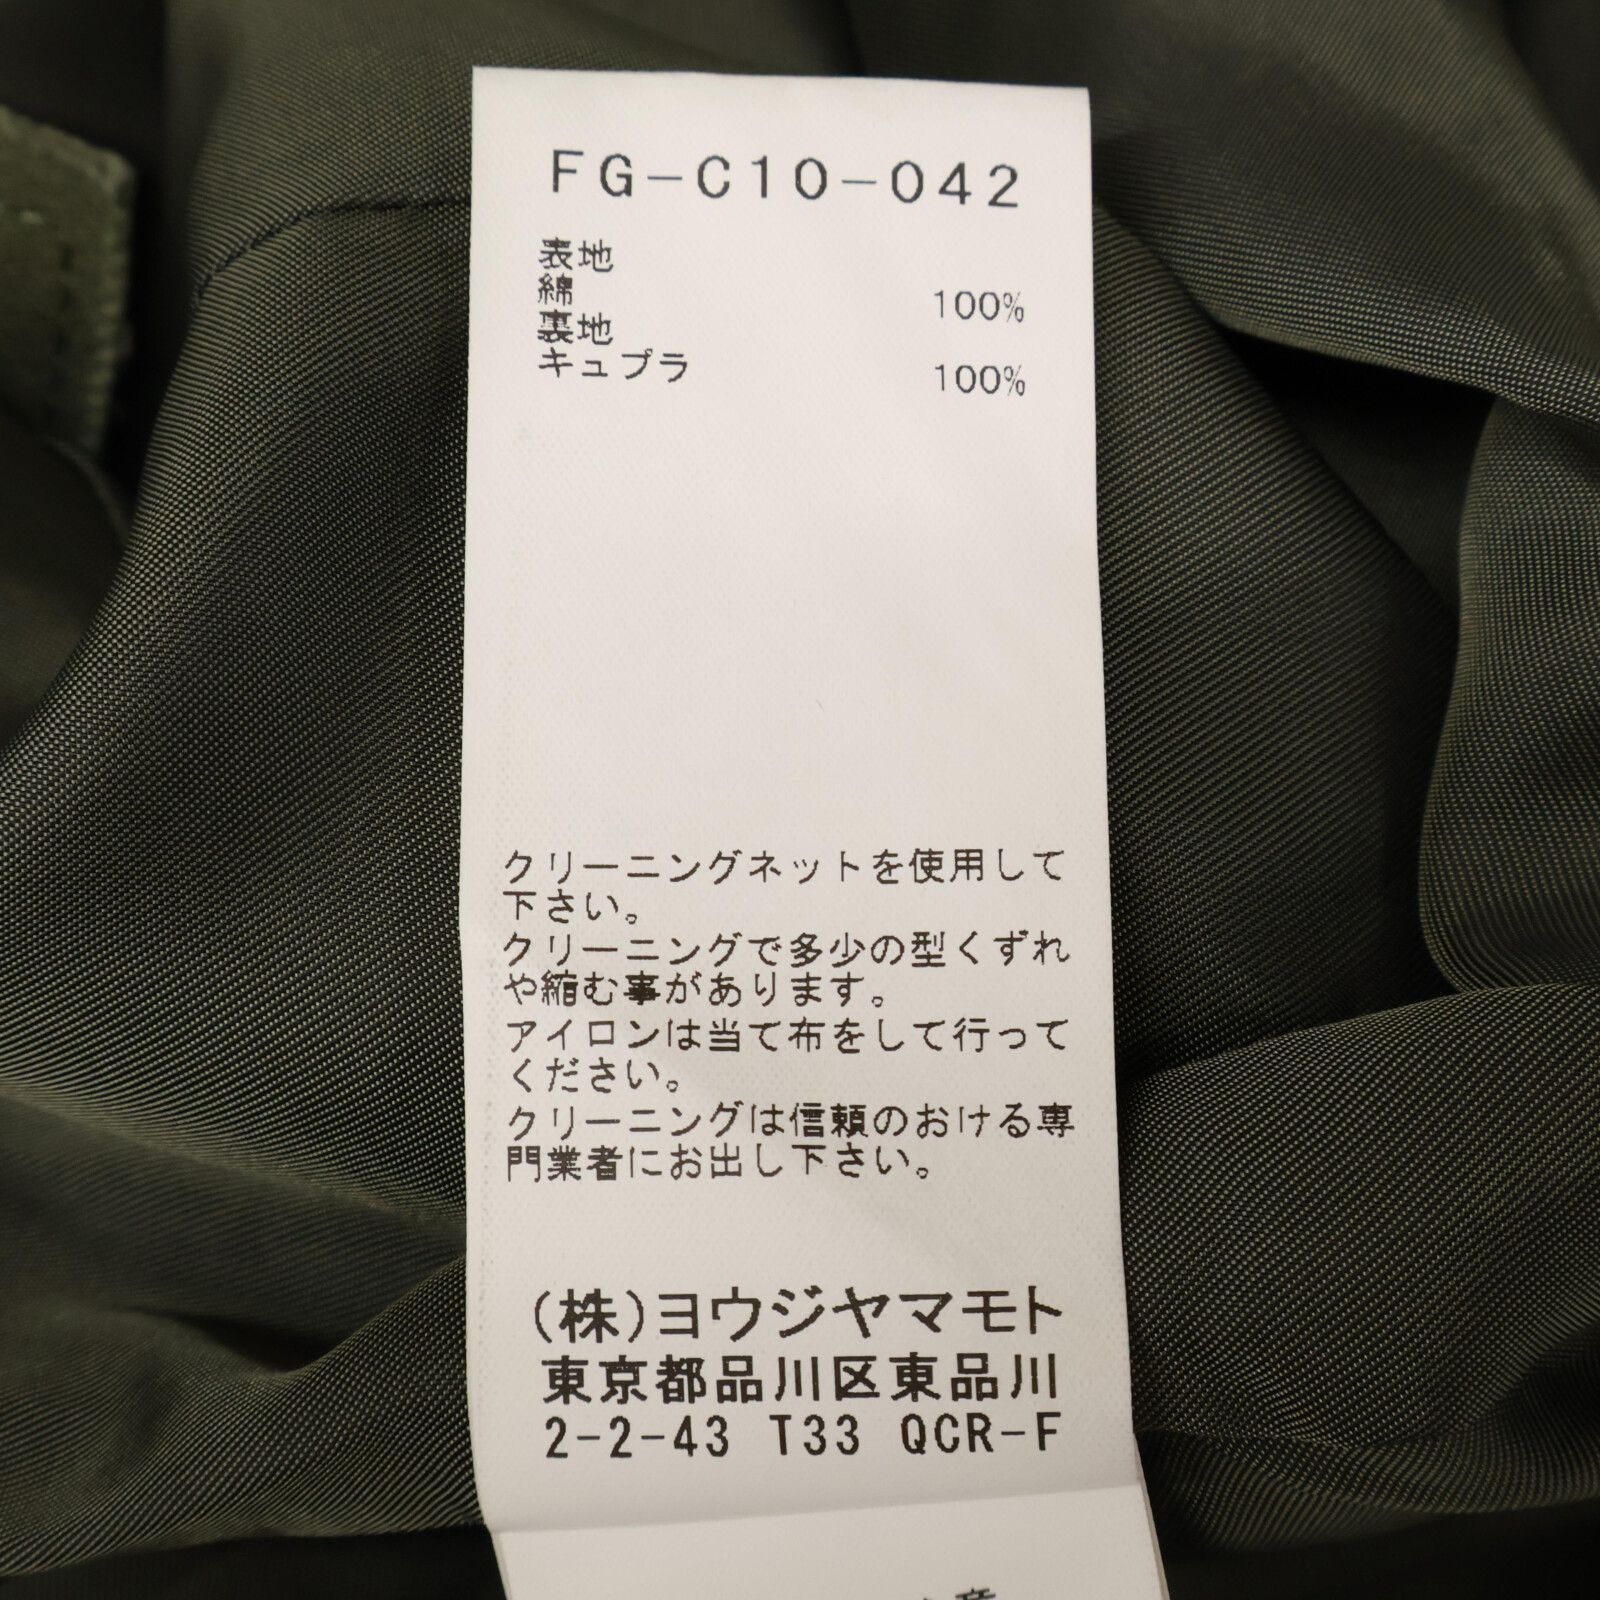 FG-C10-042
表地
綿 100%
裏地
キュプラ 100%
クリーニングネットを使用して
下さい。
クリーニングで多少の型くずれ
や縮む事があります。
アイロンは当て布をして行って
ください。
クリーニングは信頼のおける専
門業者にお出し下さい。
(株)ヨウジヤマモト
東京都品川区東品川
2-2-43 T33 QCR-F